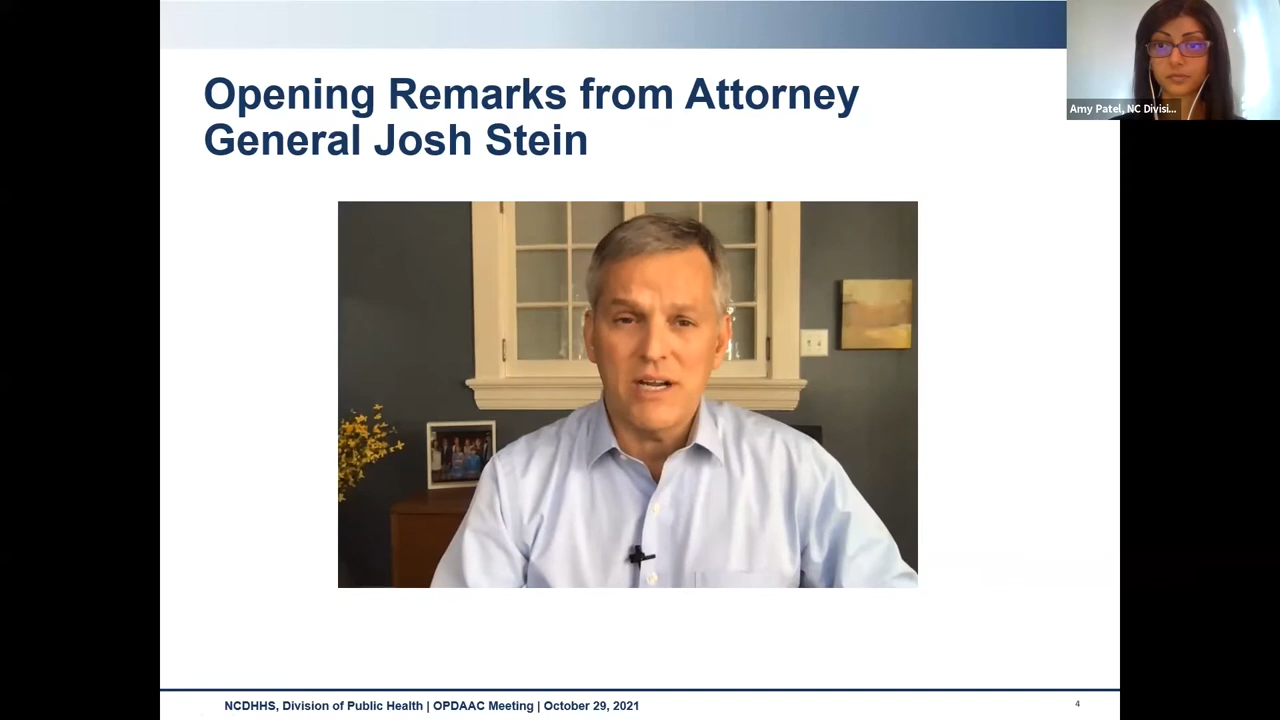 Opening Remarks from Attorney
General Josh Stein
Amy Patel, NC Divisi...
NCDHHS, Division of Public Health | OPDAAC Meeting | October 29, 2021
4